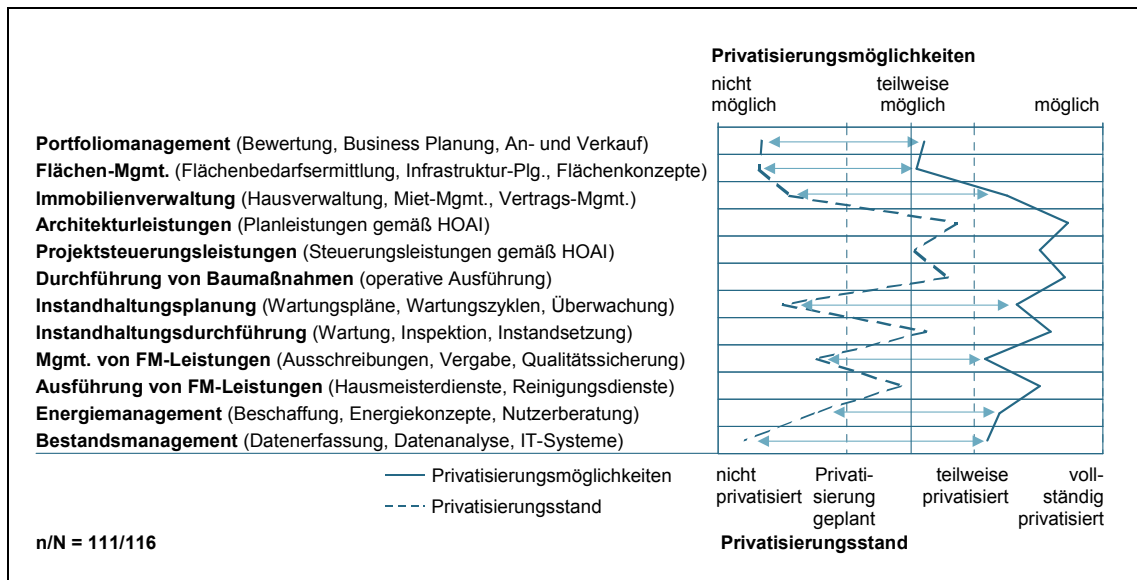 Privatisierungsmöglichkeiten
nicht möglich
teilweise möglich
möglich
Portfoliomanagement (Bewertung, Business Planung, An- und Verkauf)
Flächen-Mgmt. (Flächenbedarfsermittlung, Infrastruktur-Plg., Flächenkonzepte)
Immobilienverwaltung (Hausverwaltung, Miet-Mgmt., Vertrags-Mgmt.)
Architekturleistungen (Planleistungen gemäß HOAI)
Projektsteuerungsleistungen (Steuerungsleistungen gemäß HOAI)
Durchführung von Baumaßnahmen (operative Ausführung)
Instandhaltungsplanung (Wartungspläne, Wartungszyklen, Überwachung)
Instandhaltungsdurchführung (Wartung, Inspektion, Instandsetzung)
Mgmt. von FM-Leistungen (Ausschreibungen, Vergabe, Qualitätssicherung)
Ausführung von FM-Leistungen (Hausmeisterdienste, Reinigungsdienste)
Energiemanagement (Beschaffung, Energiekonzepte, Nutzerberatung)
Bestandsmanagement (Datenerfassung, Datenanalyse, IT-Systeme)
Privatisierungsmöglichkeiten
Privatisierungsstand
nicht
privatisiert
Privati-
sierung
geplant
teilweise
privatisiert
voll-
ständig
privatisiert
n/N = 111/116
Privatisierungsstand